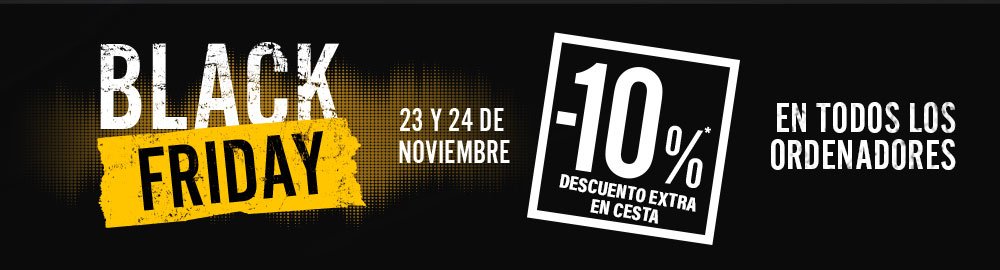 BLACK
FRIDAY
23 Y 24 DE
NOVIEMBRE
-10%*
DESCUENTO EXTRA
EN CESTA
EN TODOS LOS
ORDENADORES